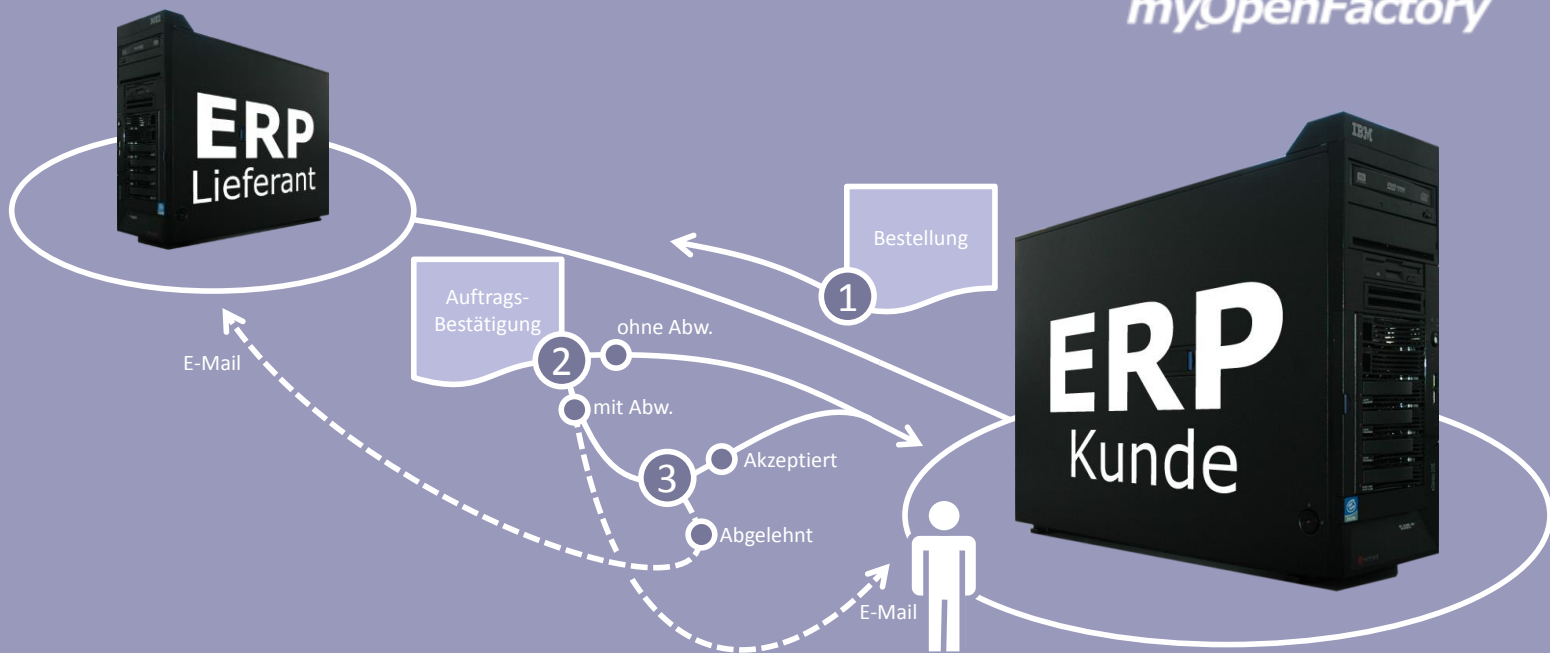 myOpenFactory
ERP
Lieferant
IBM
Bestellung
1
Auftrags-
Bestätigung
ohne Abw.
2
E-Mail
mit Abw.
ERP
Kunde
Akzeptiert
3
Abgelehnt
E-Mail